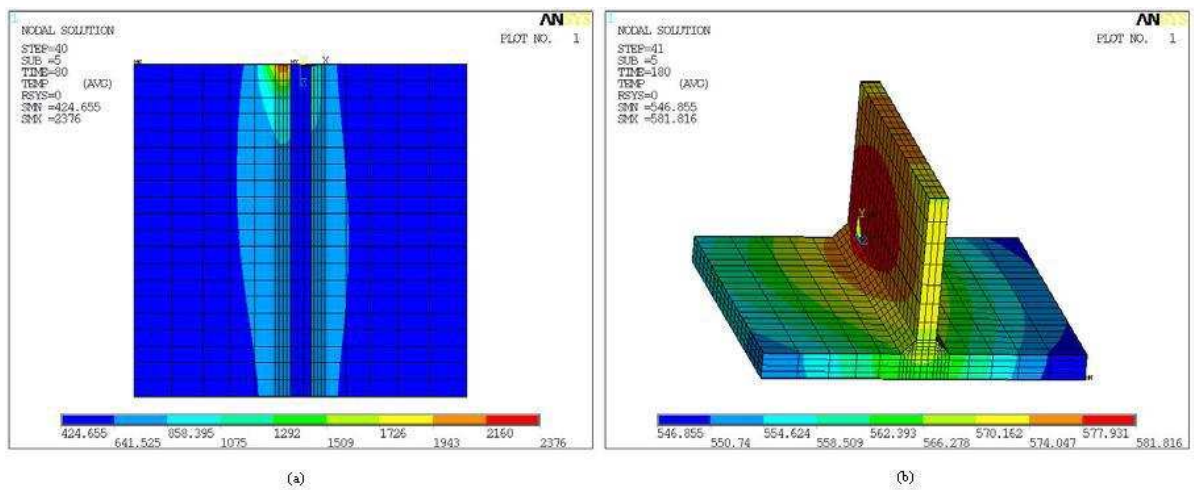 1
ANSYS
NODAL SOLUTION
PLOT NO. 1
STEP=40
SUB =5
TIME=80
TEMP (AVG)
RSYS=0
SMN =424.655
SMX =2376
MX
X
424.655 858.395 1292 1726 2160
641.525 1075 1509 1943 2376
(a)
1
ANSYS
NODAL SOLUTION
PLOT NO. 1
STEP=41
SUB =5
TIME=180
TEMP (AVG)
RSYS=0
SMN =546.855
SMX =581.816
Y
546.855 554.624 562.393 570.162 577.931
550.74 558.509 566.278 574.047 581.816
(b)